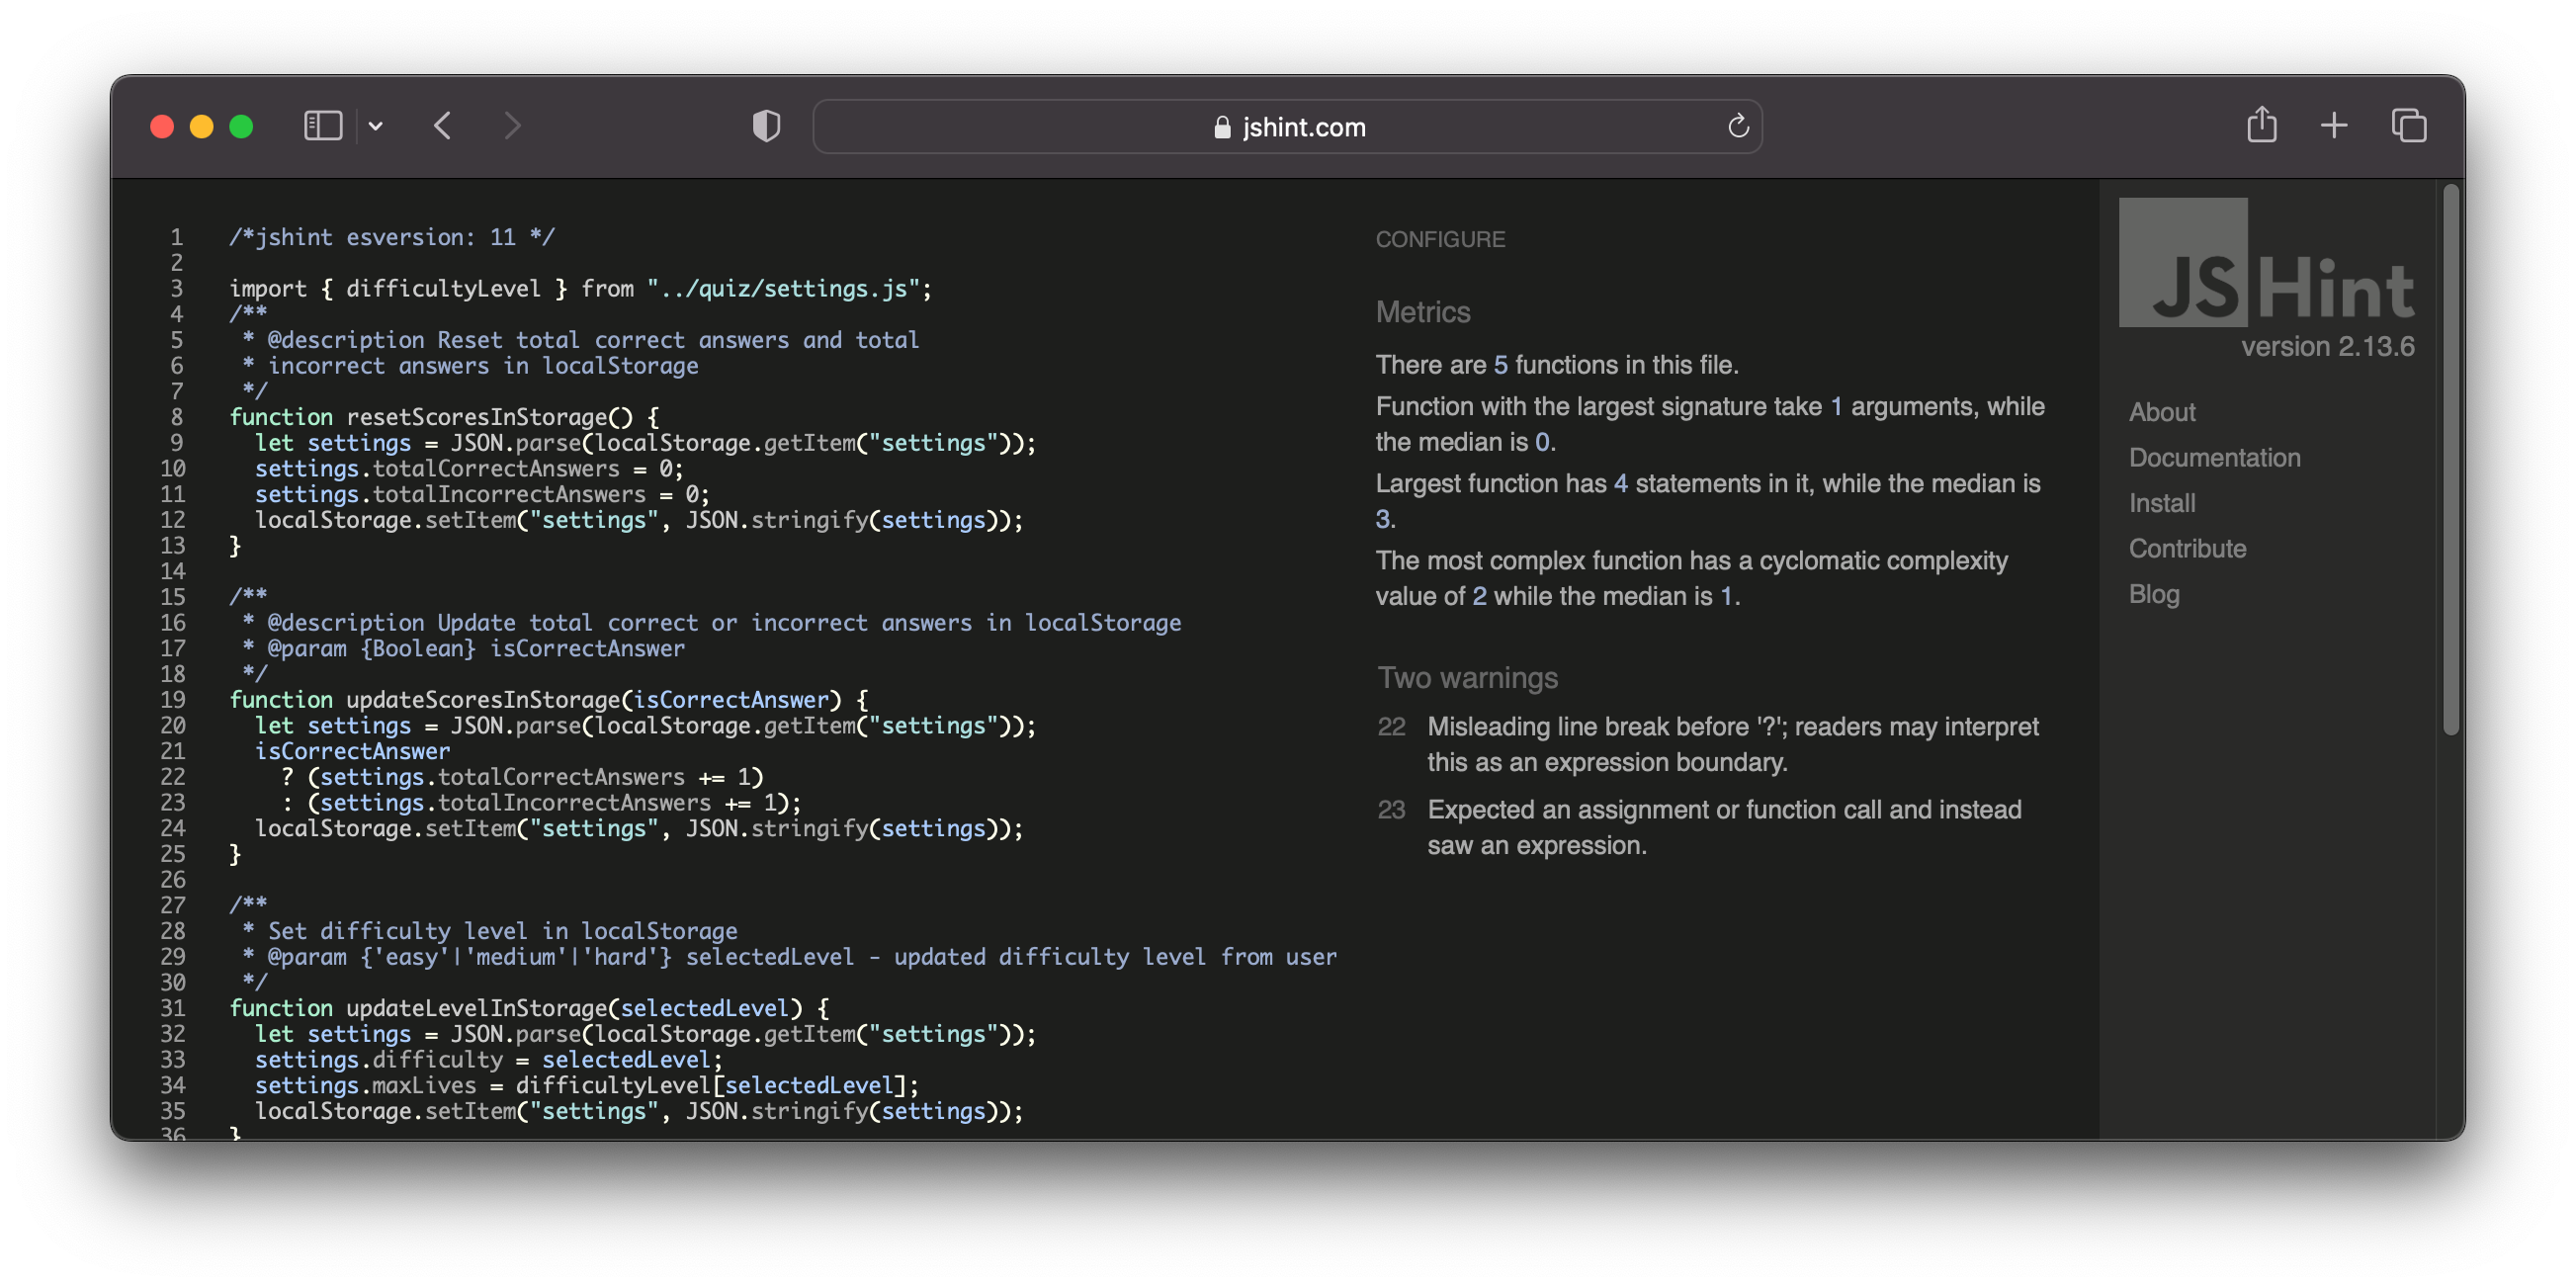 jshint.com
1 /*jshint esversion: 11 */
2
3 import { difficultyLevel } from "../quiz/settings.js";
4 /**
5  * @description Reset total correct answers and total
6  * incorrect answers in localStorage
7  */
8 function resetScoresInStorage() {
9   let settings = JSON.parse(localStorage.getItem("settings"));
10   settings.totalCorrectAnswers = 0;
11   settings.totalIncorrectAnswers = 0;
12   localStorage.setItem("settings", JSON.stringify(settings));
13 }
14
15 /**
16  * @description Update total correct or incorrect answers in localStorage
17  * @param {Boolean} isCorrectAnswer
18  */
19 function updateScoresInStorage(isCorrectAnswer) {
20   let settings = JSON.parse(localStorage.getItem("settings"));
21   isCorrectAnswer
22     ? (settings.totalCorrectAnswers += 1)
23     : (settings.totalIncorrectAnswers += 1);
24   localStorage.setItem("settings", JSON.stringify(settings));
25 }
26
27 /**
28  * Set difficulty level in localStorage
29  * @param {'easy'|'medium'|'hard'} selectedLevel - updated difficulty level from user
30  */
31 function updateLevelInStorage(selectedLevel) {
32   let settings = JSON.parse(localStorage.getItem("settings"));
33   settings.difficulty = selectedLevel;
34   settings.maxLives = difficultyLevel[selectedLevel];
35   localStorage.setItem("settings", JSON.stringify(settings));
36 }
CONFIGURE
Metrics
There are 5 functions in this file.
Function with the largest signature take 1 arguments, while
the median is 0.
Largest function has 4 statements in it, while the median is
3.
The most complex function has a cyclomatic complexity
value of 2 while the median is 1.
Two warnings
22 Misleading line break before '?'; readers may interpret
this as an expression boundary.
23 Expected an assignment or function call and instead
saw an expression.
JSHint
version 2.13.6
About
Documentation
Install
Contribute
Blog